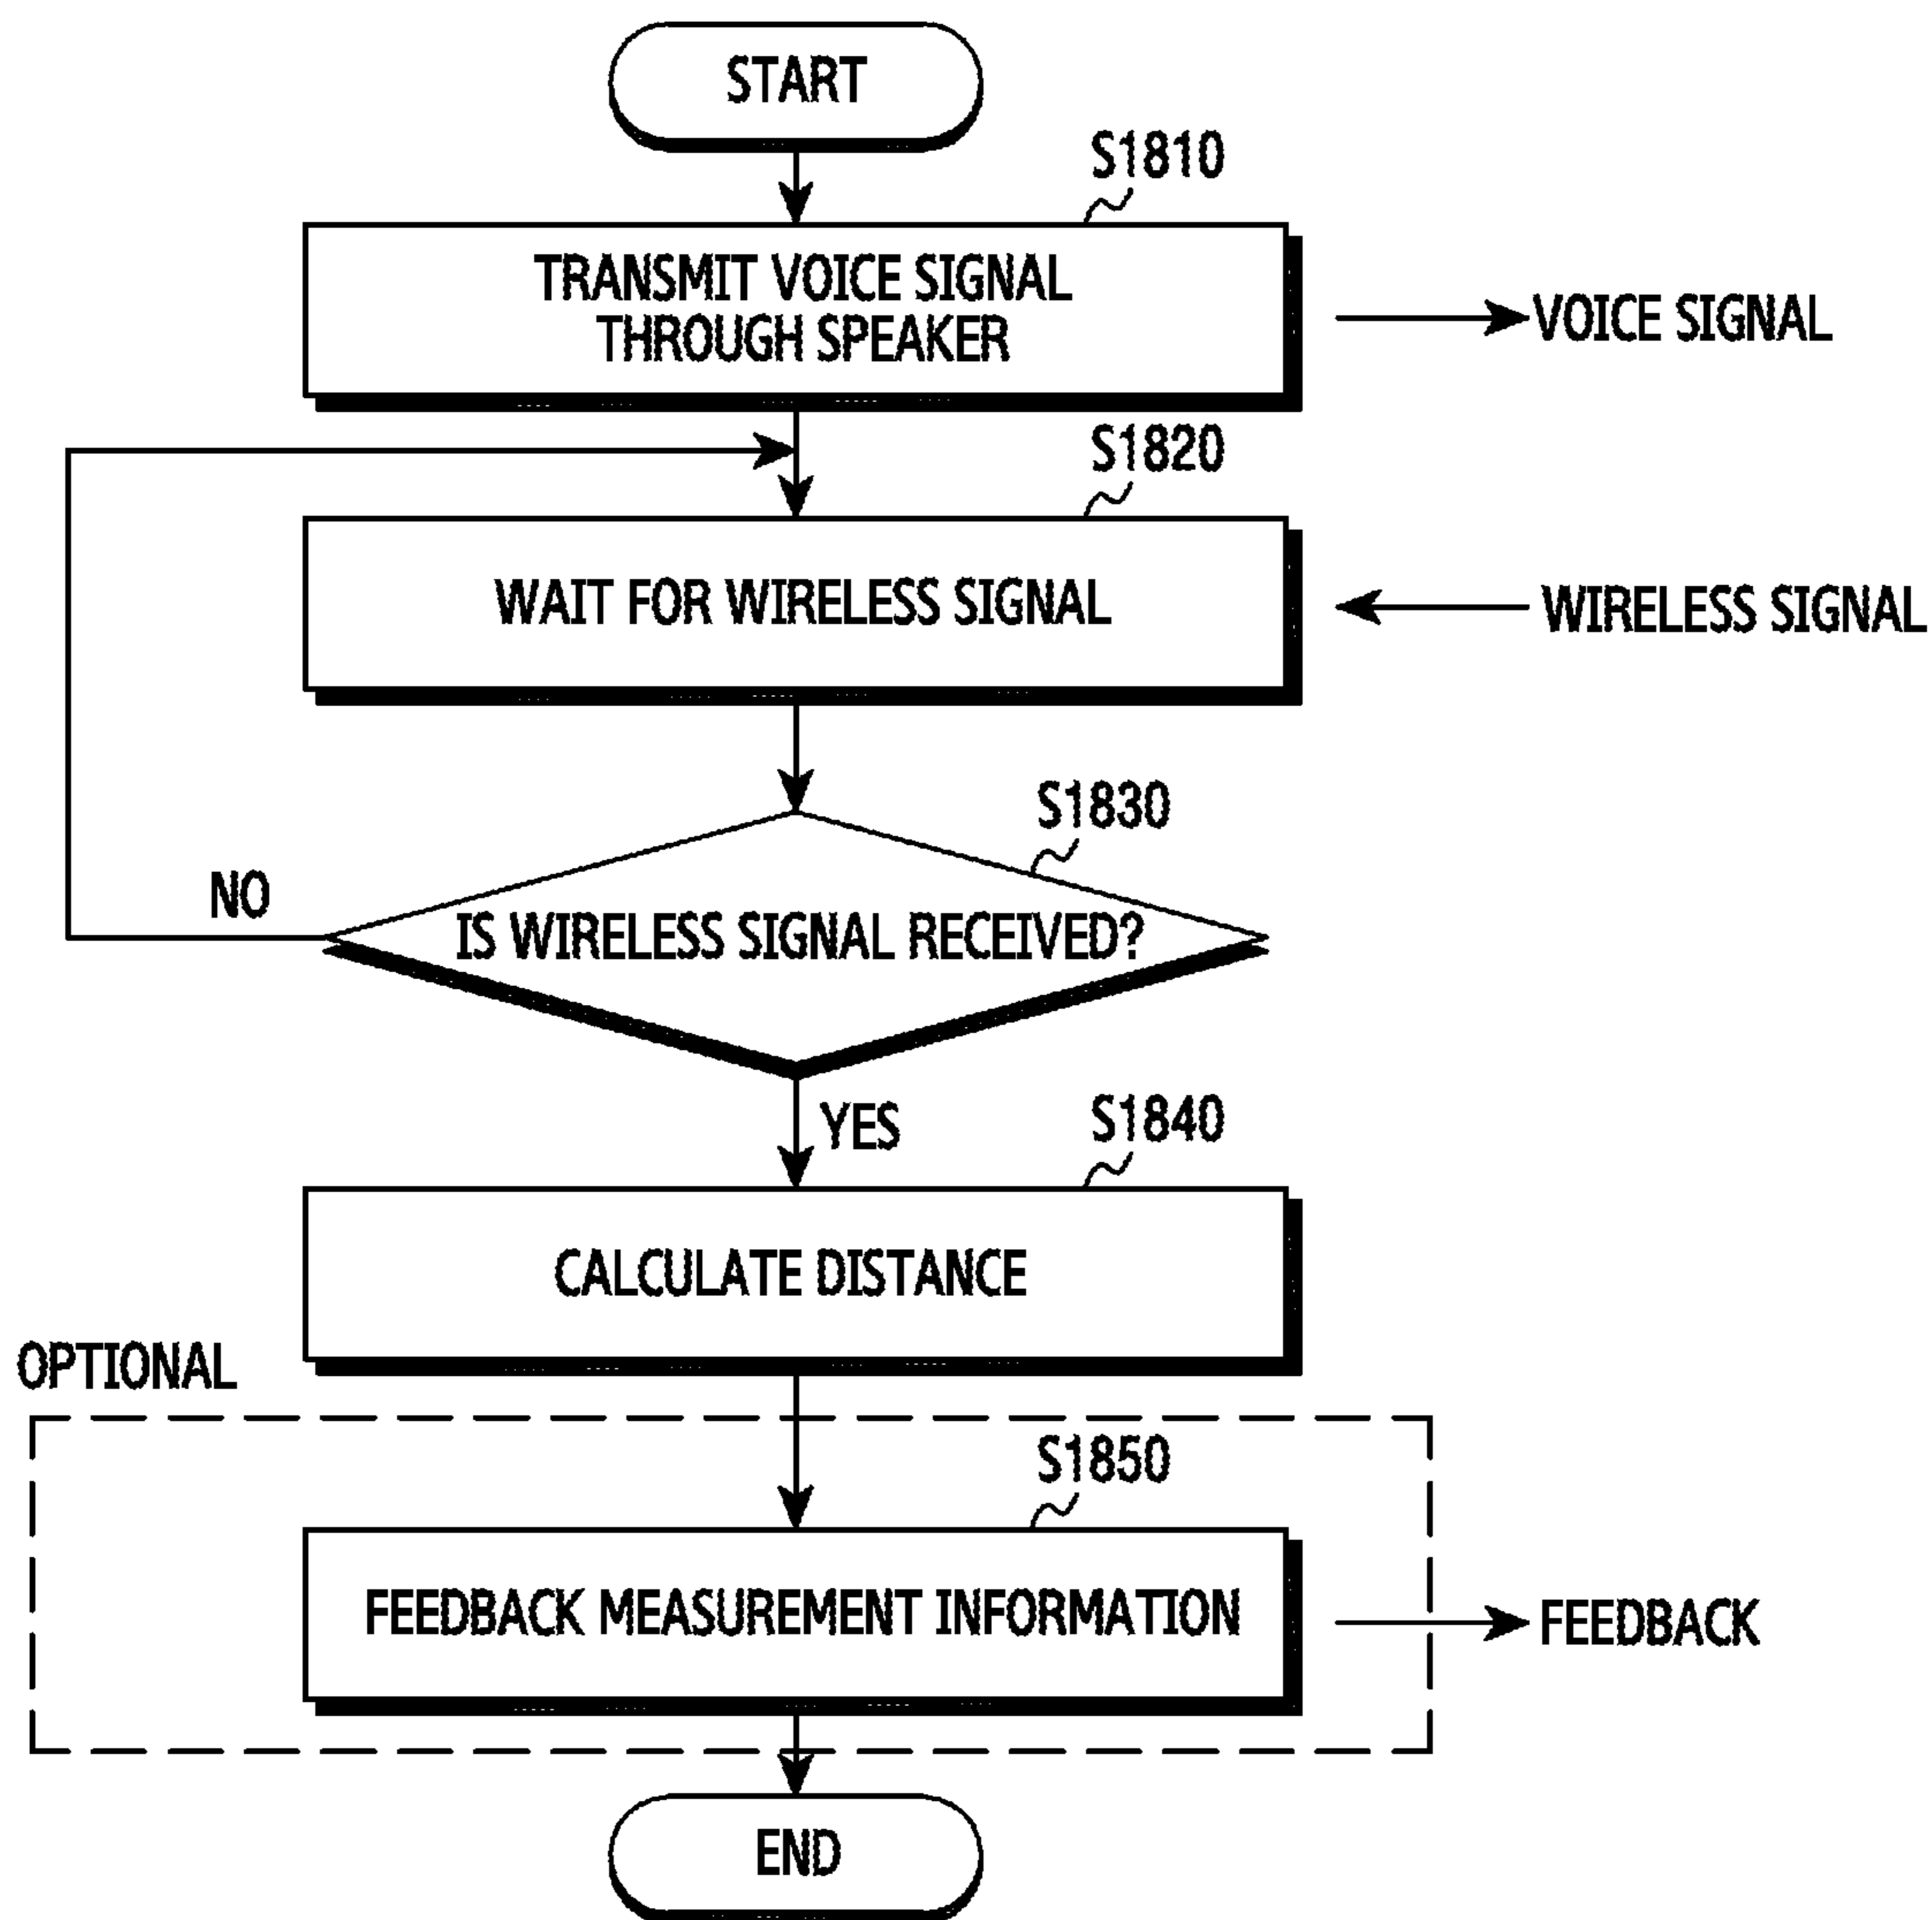 START
S1810
TRANSMIT VOICE SIGNAL
THROUGH SPEAKER
VOICE SIGNAL
S1820
WAIT FOR WIRELESS SIGNAL
WIRELESS SIGNAL
S1830
NO
IS WIRELESS SIGNAL RECEIVED?
YES
S1840
CALCULATE DISTANCE
OPTIONAL
S1850
FEEDBACK MEASUREMENT INFORMATION
FEEDBACK
END